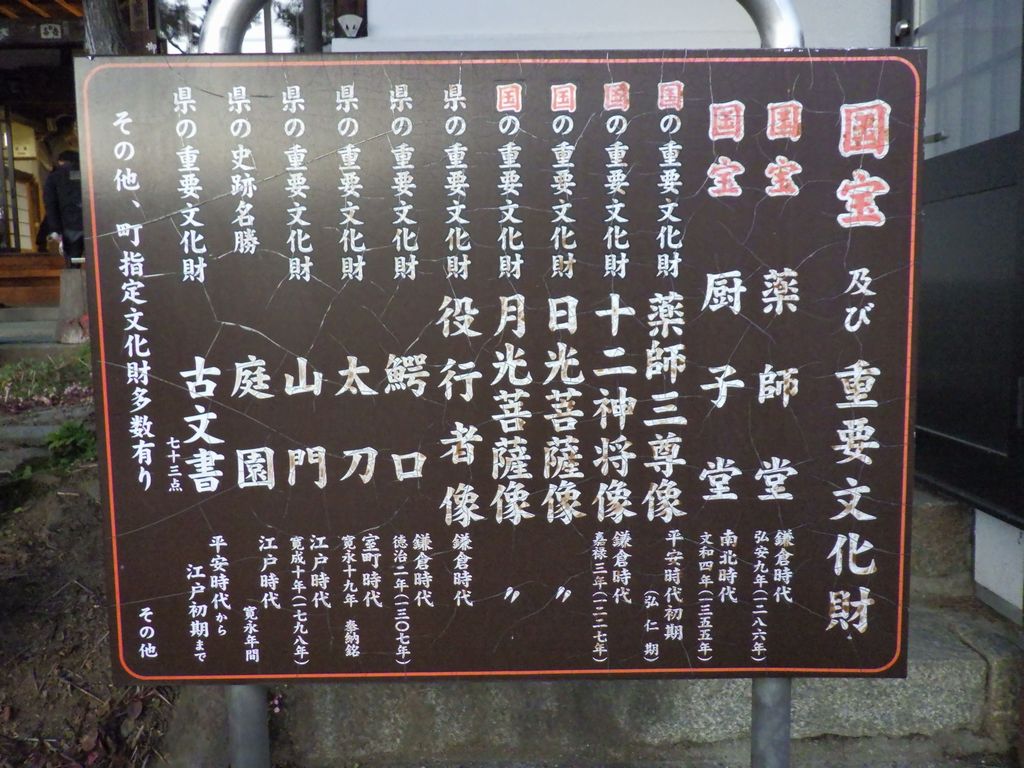 国宝 及び 重要文化財
国宝 薬師堂 鎌倉時代 弘安九年(一二八六年)
国宝 厨子堂 南北時代 文和四年(一三五五年)
国の重要文化財 薬師三尊像 平安時代初期 (弘仁期)
国の重要文化財 十二神将像 鎌倉時代 嘉禄三年(一二二七年)
国の重要文化財 日光菩薩像 〃
国の重要文化財 月光菩薩像 〃
県の重要文化財 役行者像 鎌倉時代
県の重要文化財 鰐口 鎌倉時代 徳治二年(一三〇七年)
県の重要文化財 太刀 室町時代 寛永十九年 奉納銘
県の重要文化財 山門 江戸時代 寛成十年(一七九八年)
県の史跡名勝 庭園 江戸時代 寛永年間
県の重要文化財 古文書 七十三点 平安時代から 江戸初期まで
その他、町指定文化財多数有り その他